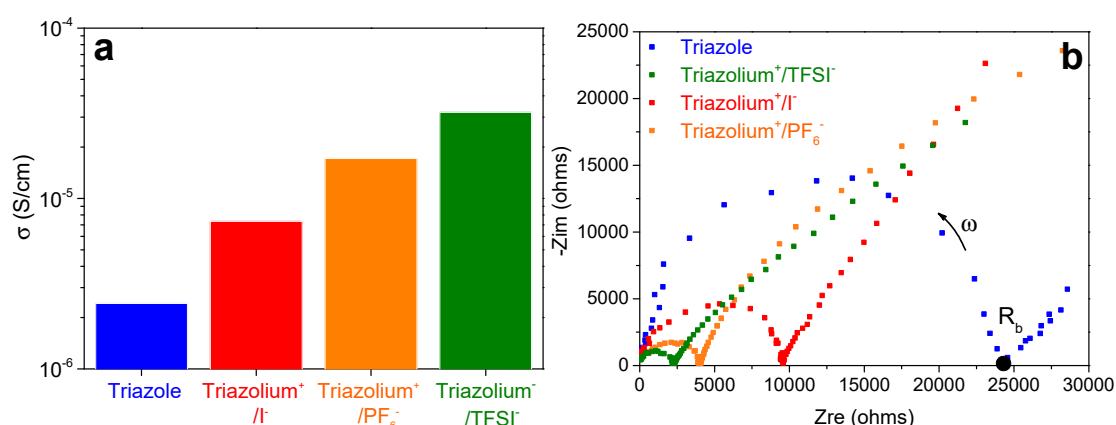 a
10⁻⁴
10⁻⁵
10⁻⁶
σ (S/cm)
Triazole
Triazolium⁺
/I⁻
Triazolium⁺
/PF₆⁻
Triazolium⁻
/TFSI⁻
b
Triazole
Triazolium⁺/TFSI⁻
Triazolium⁺/I⁻
Triazolium⁺/PF₆⁻
25000
20000
15000
10000
5000
0
-Zim (ohms)
ω
R_b
0 5000 10000 15000 20000 25000 30000
Zre (ohms)